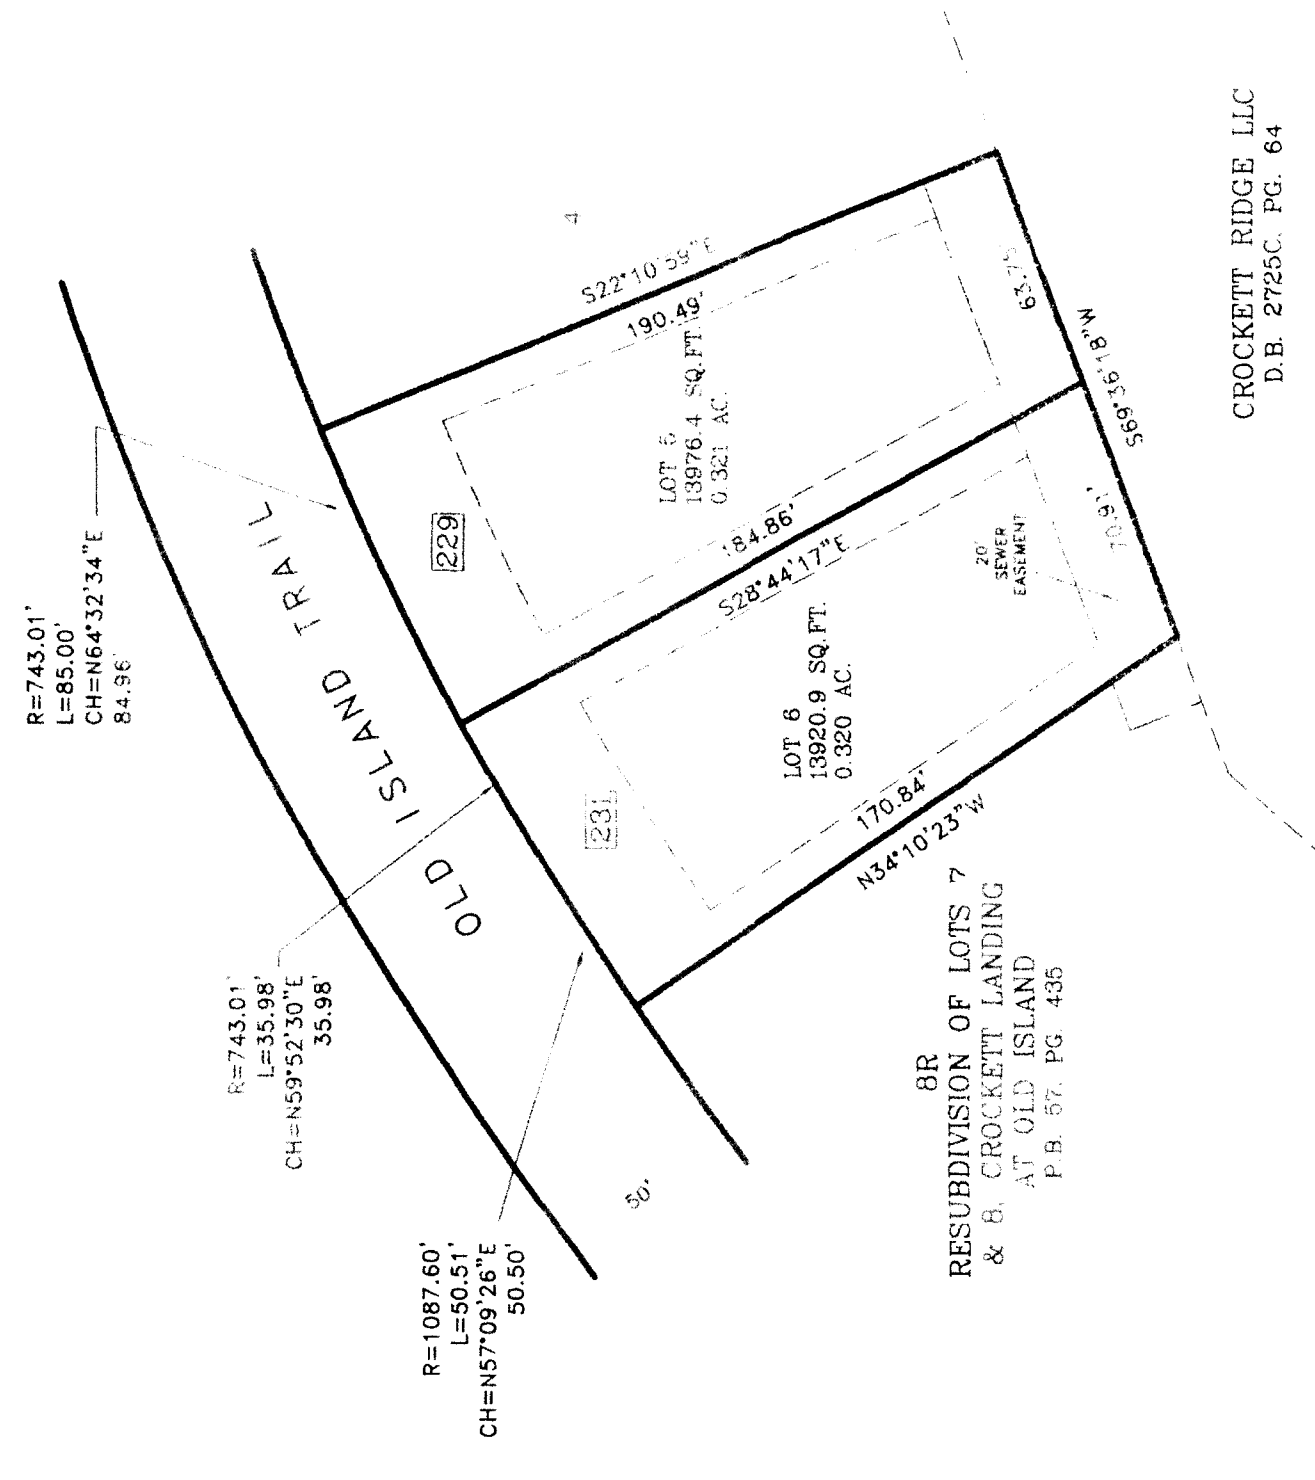 R=743.01'
L=85.00'
CH=N64°32'34"E
84.96'
R=743.01'
L=35.98'
CH=N59°52'30"E
35.98'
R=1087.60'
L=50.51'
CH=N57°09'26"E
50.50'
OLD ISLAND TRAIL
50'
229
231
4
S22°10'59"E
190.49'
LOT 5
13976.4 SQ.FT.
0.321 AC.
184.86'
S28°44'17"E
LOT 6
13920.9 SQ.FT.
0.320 AC.
170.84'
N34°10'23"W
20'
SEWER
EASEMENT
63.75'
70.91'
S69°36'18"W
8R
RESUBDIVISION OF LOTS 7
& 8, CROCKETT LANDING
AT OLD ISLAND
P.B. 57. PG. 435
CROCKETT RIDGE LLC
D.B. 2725C. PG. 64